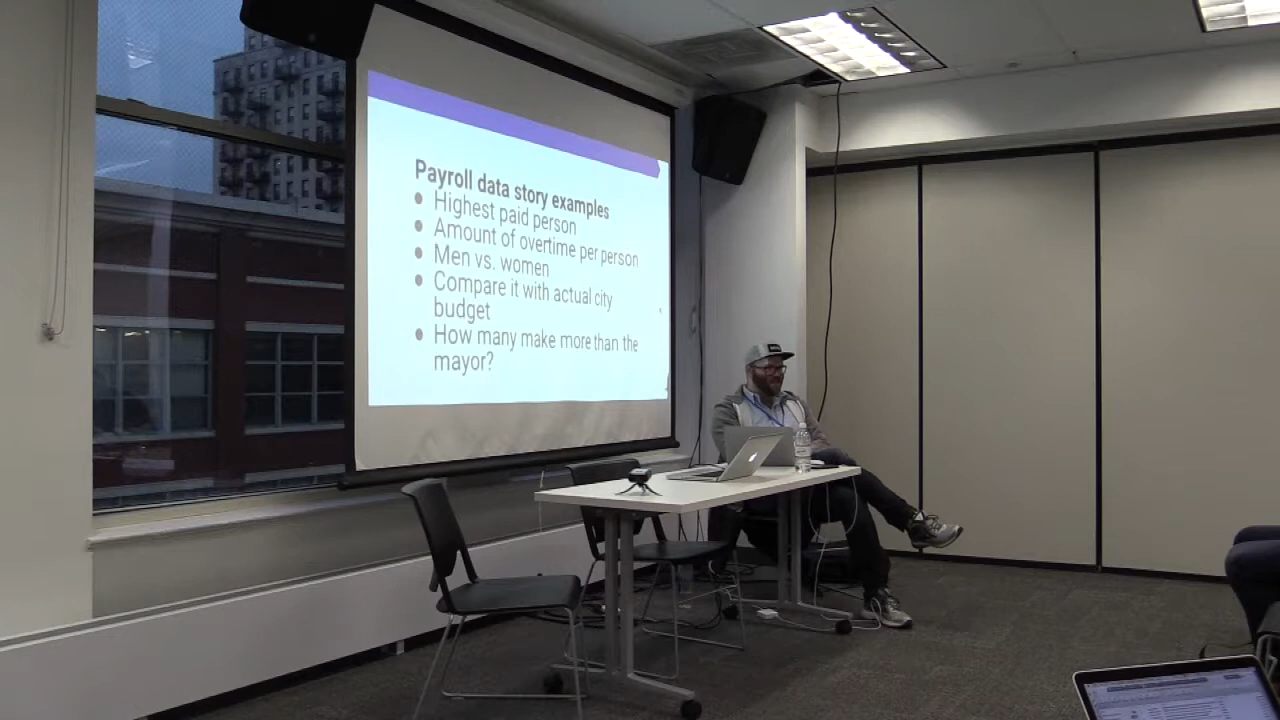 Payroll data story examples
• Highest paid person
• Amount of overtime per person
• Men vs. women
• Compare it with actual city
budget
• How many make more than the
mayor?